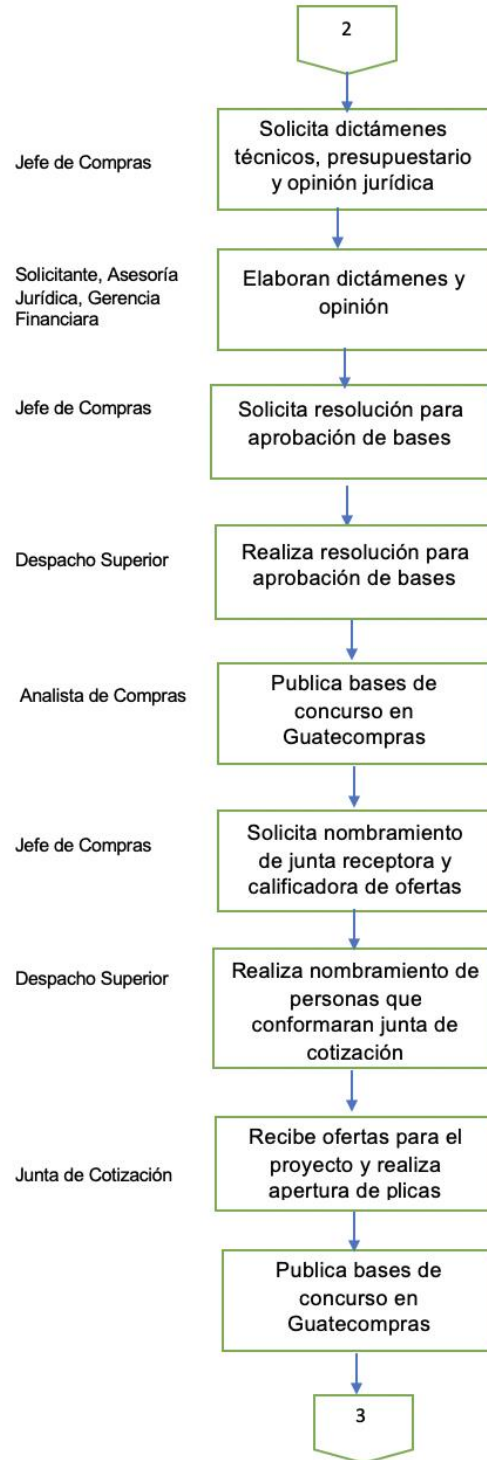 2
Jefe de Compras
Solicita dictámenes
técnicos, presupuestario
y opinión jurídica
Solicitante, Asesoría
Jurídica, Gerencia
Financiara
Elaboran dictámenes y
opinión
Jefe de Compras
Solicita resolución para
aprobación de bases
Despacho Superior
Realiza resolución para
aprobación de bases
Analista de Compras
Publica bases de
concurso en
Guatecompras
Jefe de Compras
Solicita nombramiento
de junta receptora y
calificadora de ofertas
Despacho Superior
Realiza nombramiento de
personas que
conformaran junta de
cotización
Junta de Cotización
Recibe ofertas para el
proyecto y realiza
apertura de plicas
Publica bases de
concurso en
Guatecompras
3